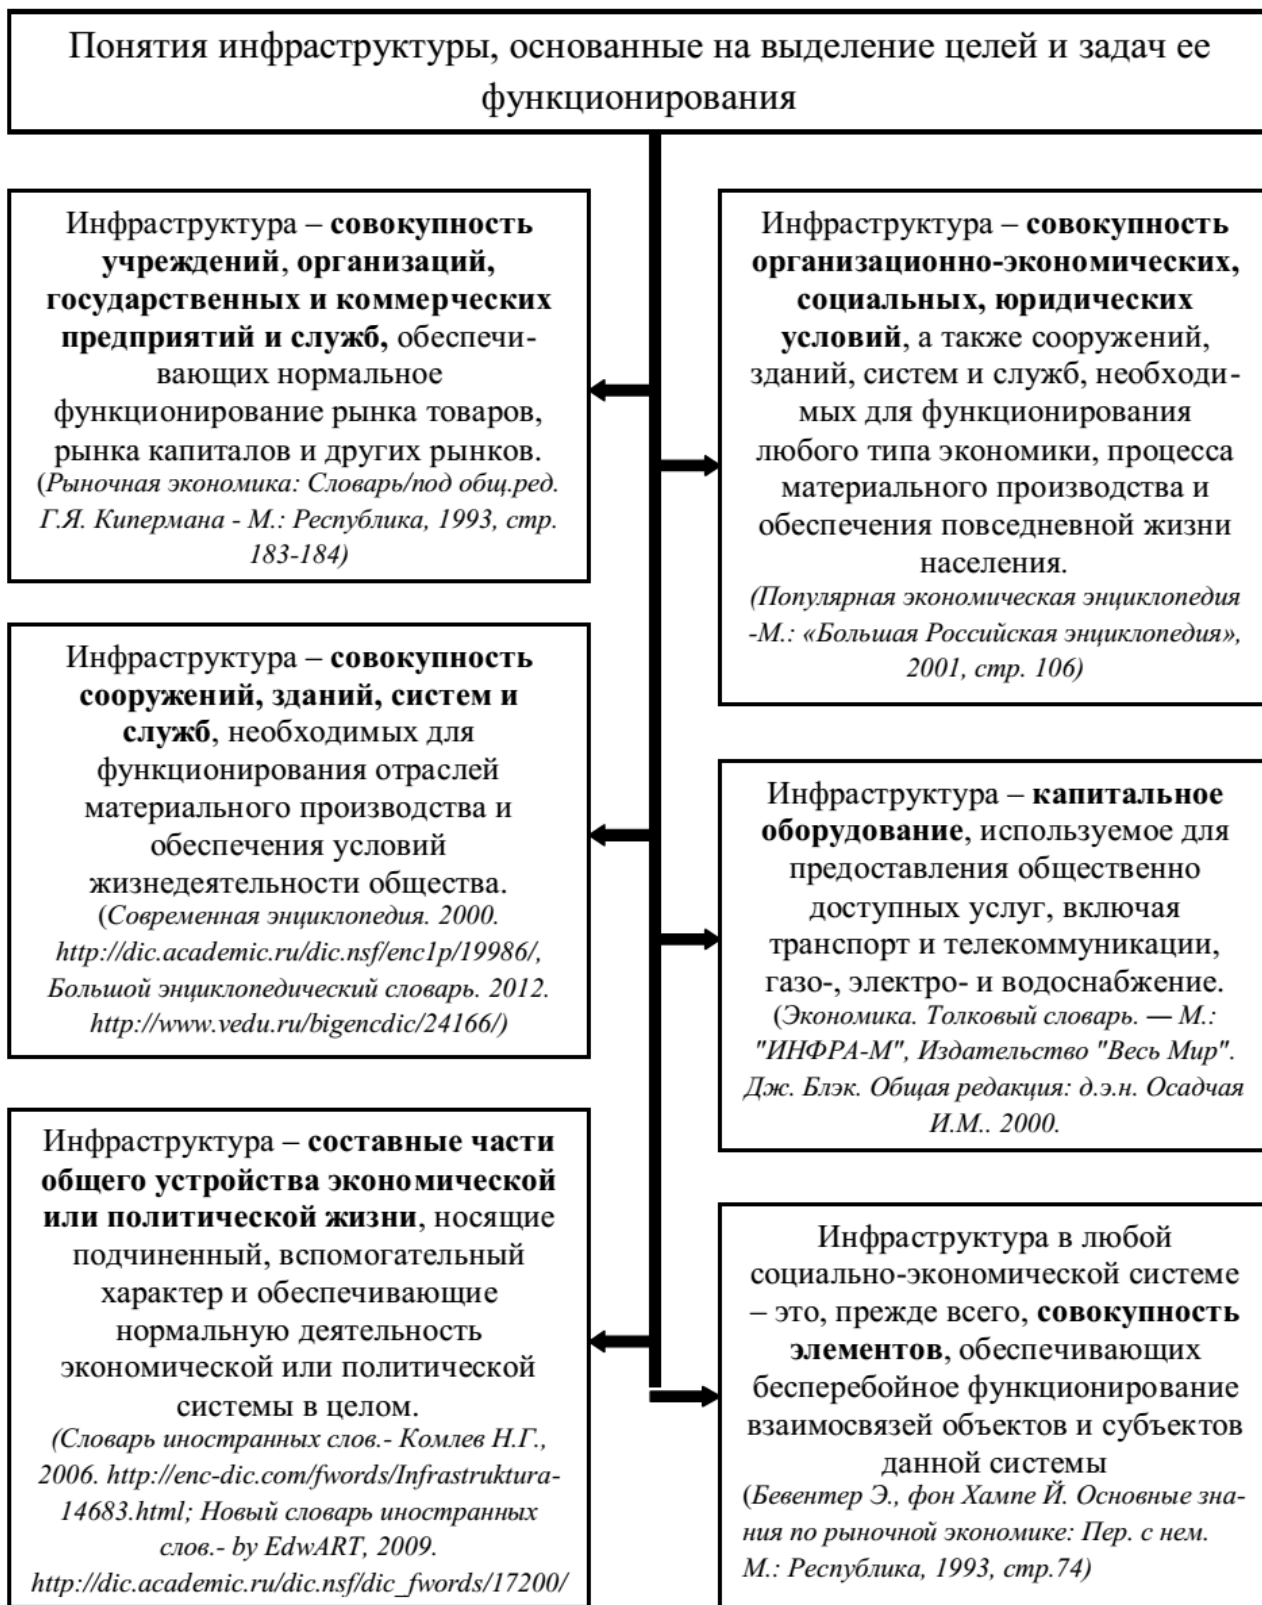 Понятия инфраструктуры, основанные на выделение целей и задач ее
функционирования
Инфраструктура – совокупность
учреждений, организаций,
государственных и коммерческих
предприятий и служб, обеспечи-
вающих нормальное
функционирование рынка товаров,
рынка капиталов и других рынков.
(Рыночная экономика: Словарь/под общ.ред.
Г.Я. Кипермана - М.: Республика, 1993, стр.
183-184)
Инфраструктура – совокупность
сооружений, зданий, систем и
служб, необходимых для
функционирования отраслей
материального производства и
обеспечения условий
жизнедеятельности общества.
(Современная энциклопедия. 2000.
http://dic.academic.ru/dic.nsf/enc1p/19986/,
Большой энциклопедический словарь. 2012.
http://www.vedu.ru/bigencdic/24166/)
Инфраструктура – составные части
общего устройства экономической
или политической жизни, носящие
подчиненный, вспомогательный
характер и обеспечивающие
нормальную деятельность
экономической или политической
системы в целом.
(Словарь иностранных слов.- Комлев Н.Г.,
2006. http://enc-dic.com/fwords/Infrastruktura-
14683.html; Новый словарь иностранных
слов.- by EdwART, 2009.
http://dic.academic.ru/dic.nsf/dic_fwords/17200/
Инфраструктура – совокупность
организационно-экономических,
социальных, юридических
условий, а также сооружений,
зданий, систем и служб, необходи-
мых для функционирования
любого типа экономики, процесса
материального производства и
обеспечения повседневной жизни
населения.
(Популярная экономическая энциклопедия
-М.: «Большая Российская энциклопедия»,
2001, стр. 106)
Инфраструктура – капитальное
оборудование, используемое для
предоставления общественно
доступных услуг, включая
транспорт и телекоммуникации,
газо-, электро- и водоснабжение.
(Экономика. Толковый словарь. — М.:
"ИНФРА-М", Издательство "Весь Мир".
Дж. Блэк. Общая редакция: д.э.н. Осадчая
И.М.. 2000.
Инфраструктура в любой
социально-экономической системе
– это, прежде всего, совокупность
элементов, обеспечивающих
бесперебойное функционирование
взаимосвязей объектов и субъектов
данной системы
(Бевентер Э., фон Хампе Й. Основные зна-
ния по рыночной экономике: Пер. с нем.
М.: Республика, 1993, стр.74)